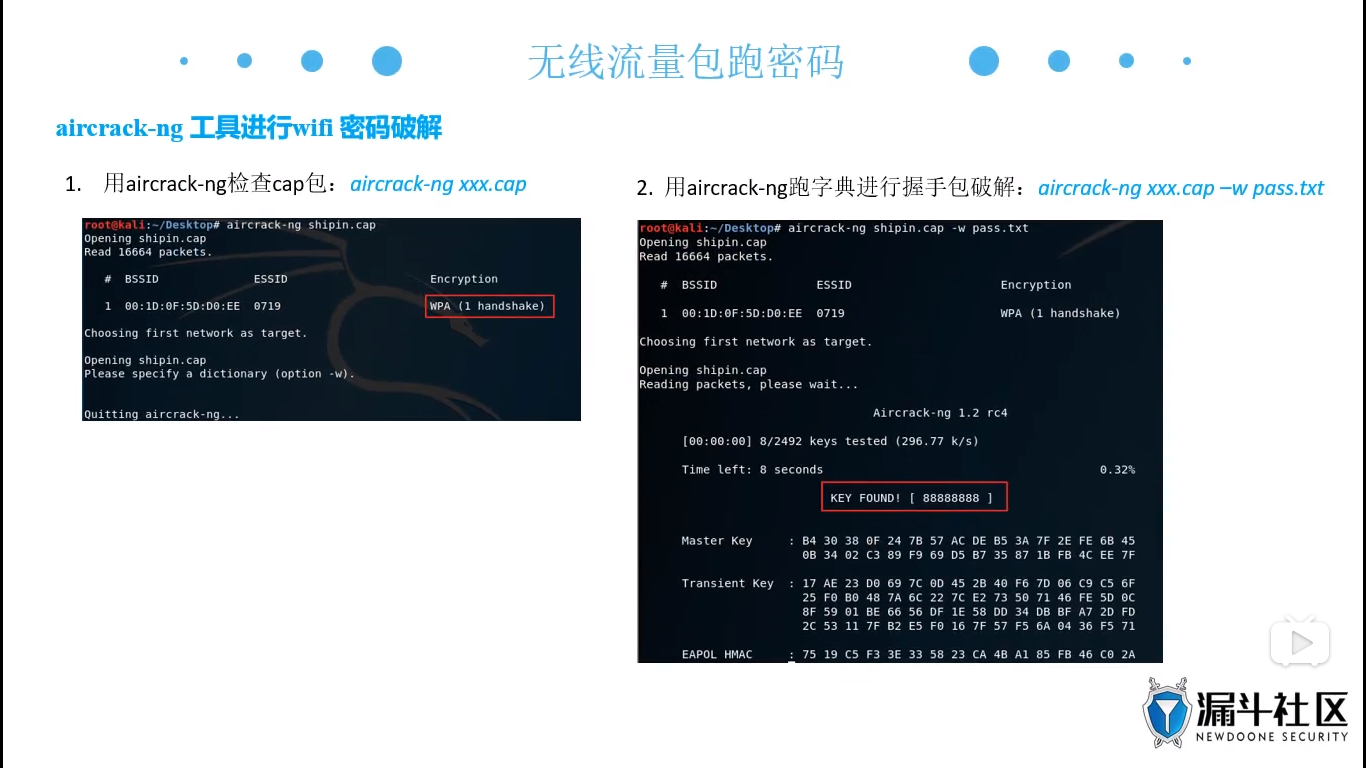 无线流量包跑密码
aircrack-ng 工具进行wifi 密码破解
1. 用aircrack-ng检查cap包：aircrack-ng xxx.cap
root@kali:~/Desktop# aircrack-ng shipin.cap
Opening shipin.cap
Read 16664 packets.
# BSSID ESSID Encryption
1 00:1D:0F:5D:D0:EE 0719 WPA (1 handshake)
Choosing first network as target.
Opening shipin.cap
Please specify a dictionary (option -w).
Quitting aircrack-ng...
2. 用aircrack-ng跑字典进行握手包破解：aircrack-ng xxx.cap –w pass.txt
root@kali:~/Desktop# aircrack-ng shipin.cap -w pass.txt
Opening shipin.cap
Read 16664 packets.
# BSSID ESSID Encryption
1 00:1D:0F:5D:D0:EE 0719 WPA (1 handshake)
Choosing first network as target.
Opening shipin.cap
Reading packets, please wait...
Aircrack-ng 1.2 rc4
[00:00:00] 8/2492 keys tested (296.77 k/s)
Time left: 8 seconds 0.32%
KEY FOUND! [ 88888888 ]
Master Key : B4 30 38 0F 24 7B 57 AC DE B5 3A 7F 2E FE 6B 45
0B 34 02 C3 89 F9 69 D5 B7 35 87 1B FB 4C EE 7F
Transient Key : 17 AE 23 D0 69 7C 0D 45 2B 40 F6 7D 06 C9 C5 6F
25 F0 B0 48 7A 6C 22 7C E2 73 50 71 46 FE 5D 0C
8F 59 01 BE 66 56 DF 1E 58 DD 34 DB BF A7 2D FD
2C 53 11 7F B2 E5 F0 16 7F 57 F5 6A 04 36 F5 71
EAPOL HMAC : 75 19 C5 F3 3E 33 58 23 CA 4B A1 85 FB 46 C0 2A
漏斗社区
NEWDOONE SECURITY